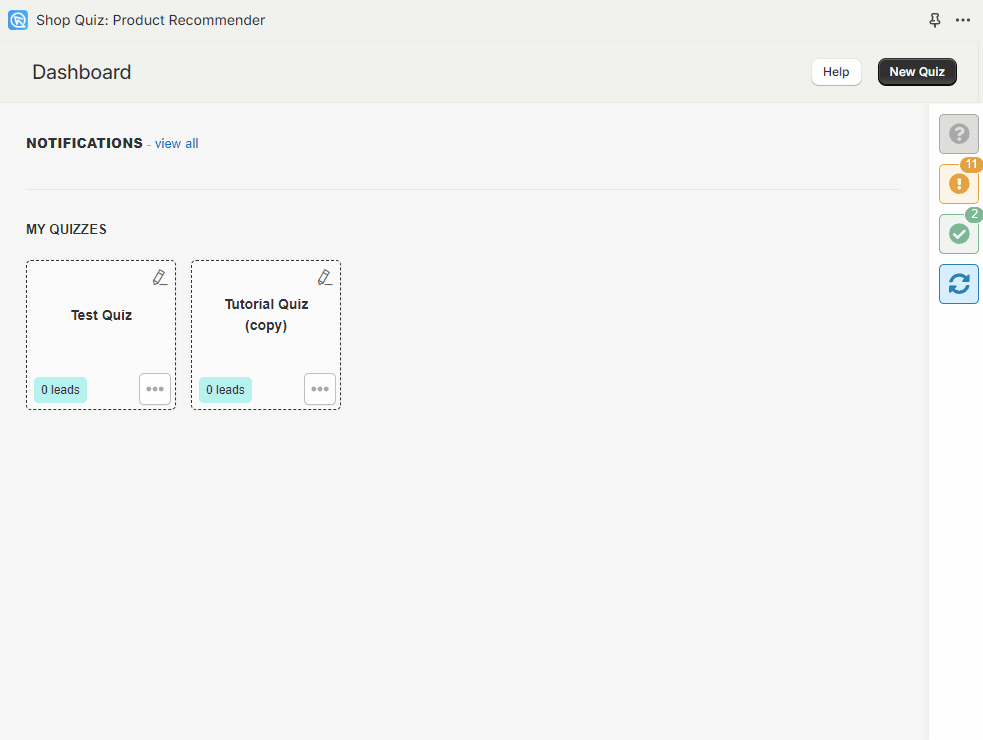 Shop Quiz: Product Recommender
Dashboard
Help
New Quiz
NOTIFICATIONS - view all
11
2
MY QUIZZES
Test Quiz
0 leads
Tutorial Quiz
(copy)
0 leads